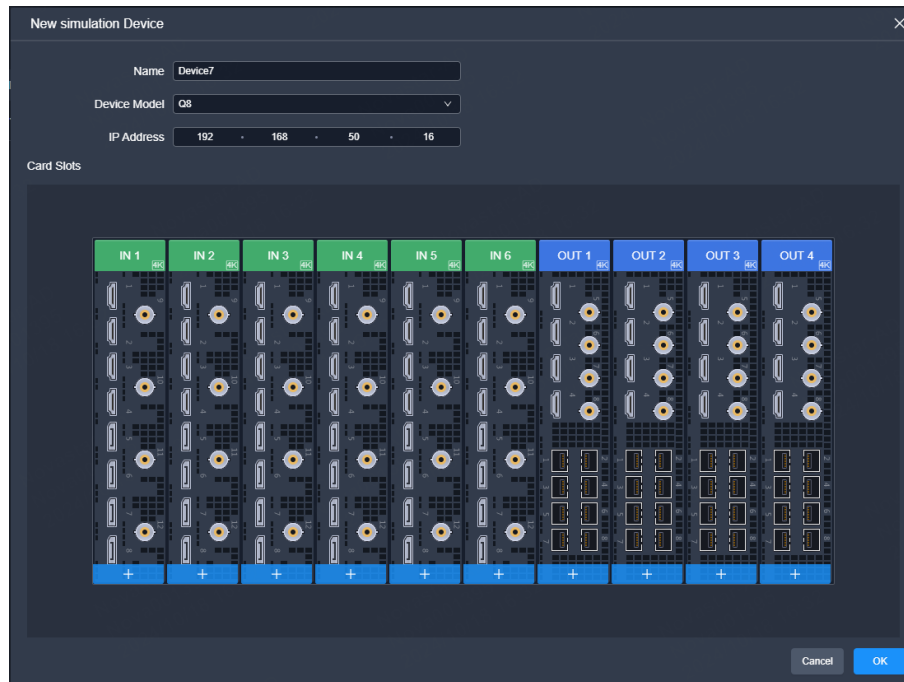 New simulation Device
Name Device7
Device Model Q8
IP Address 192 . 168 . 50 . 16
Card Slots
IN 1 4K IN 2 4K IN 3 4K IN 4 4K IN 5 4K IN 6 4K OUT 1 4K OUT 2 4K OUT 3 4K OUT 4 4K
+ + + + + + + + + +
Cancel OK